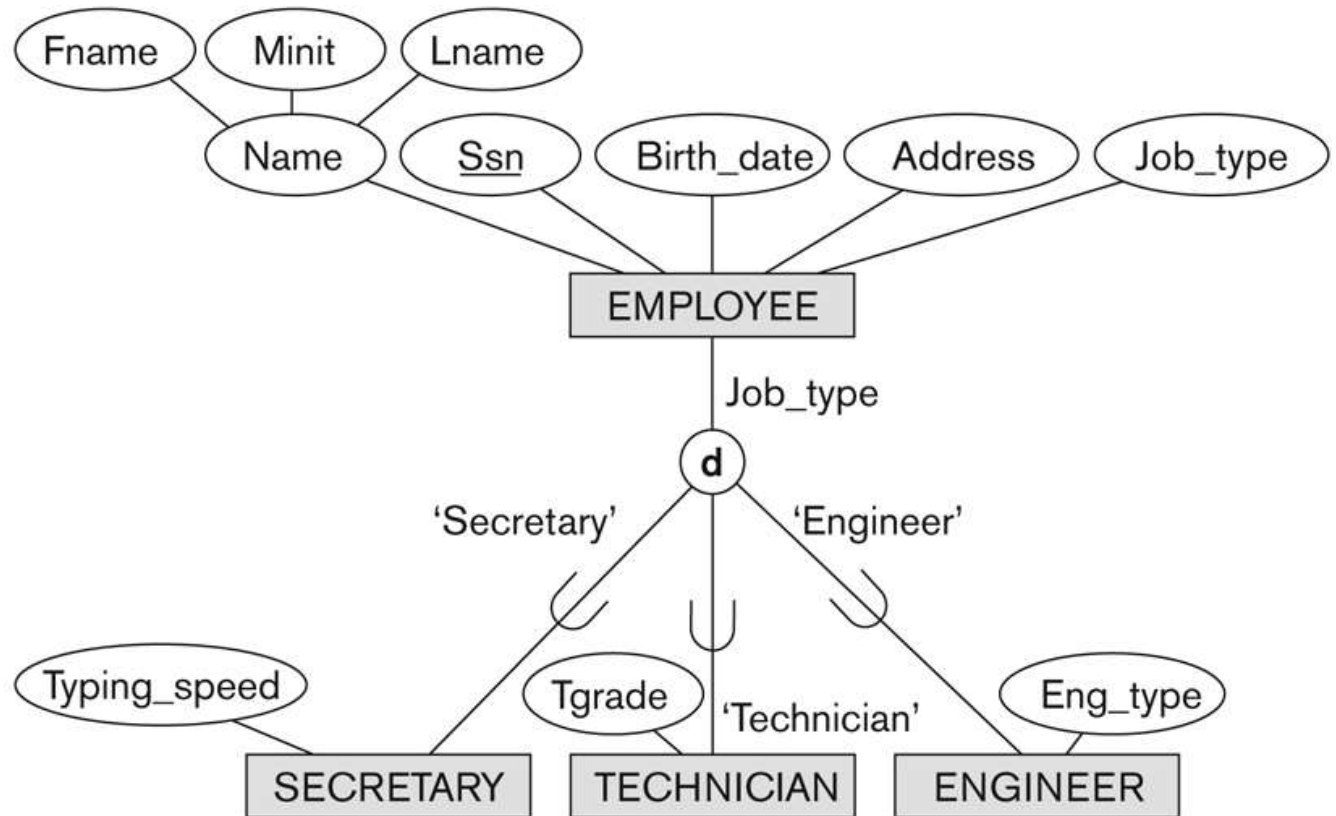 Fname Minit Lname
Name Ssn Birth_date Address Job_type
EMPLOYEE
Job_type
d
‘Secretary’ ‘Engineer’
Typing_speed Tgrade Eng_type
‘Technician’
SECRETARY TECHNICIAN ENGINEER